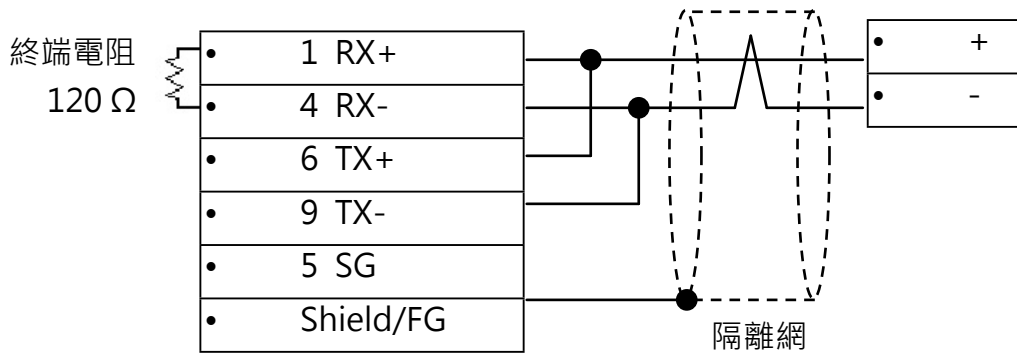 終端電阻
120 Ω
1 RX+
4 RX-
6 TX+
9 TX-
5 SG
Shield/FG
+
-
隔離網